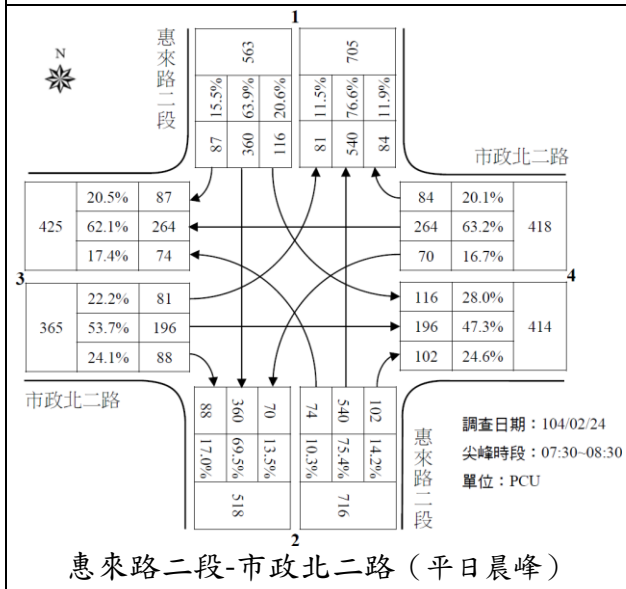 1
N
惠來路二段
563
705
15.5% 63.9% 20.6%
11.5% 76.6% 11.9%
87 360 116
81 540 84
市政北二路
425
20.5% 87
62.1% 264
17.4% 74
84 20.1%
264 63.2%
70 16.7%
418
3
4
365
22.2% 81
53.7% 196
24.1% 88
116 28.0%
196 47.3%
102 24.6%
414
市政北二路
88 360 70
74 540 102
17.0% 69.5% 13.5%
10.3% 75.4% 14.2%
518
716
惠來路二段
調查日期：104/02/24
尖峰時段：07:30~08:30
單位：PCU
2
惠來路二段-市政北二路（平日晨峰）